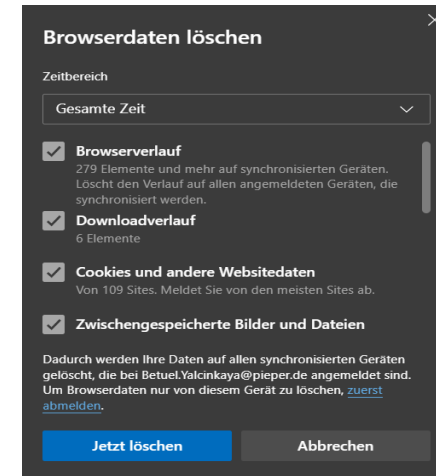 Browserdaten löschen
Zeitbereich
Gesamte Zeit
Browserverlauf
279 Elemente und mehr auf synchronisierten Geräten.
Löscht den Verlauf auf allen angemeldeten Geräten, die
synchronisiert werden.
Downloadverlauf
6 Elemente
Cookies und andere Websitedaten
Von 109 Sites. Meldet Sie von den meisten Sites ab.
Zwischengespeicherte Bilder und Dateien
Dadurch werden Ihre Daten auf allen synchronisierten Geräten
gelöscht, die bei Betuel.Yalcinkaya@pieper.de angemeldet sind.
Um Browserdaten nur von diesem Gerät zu löschen, zuerst
abmelden.
Jetzt löschen
Abbrechen